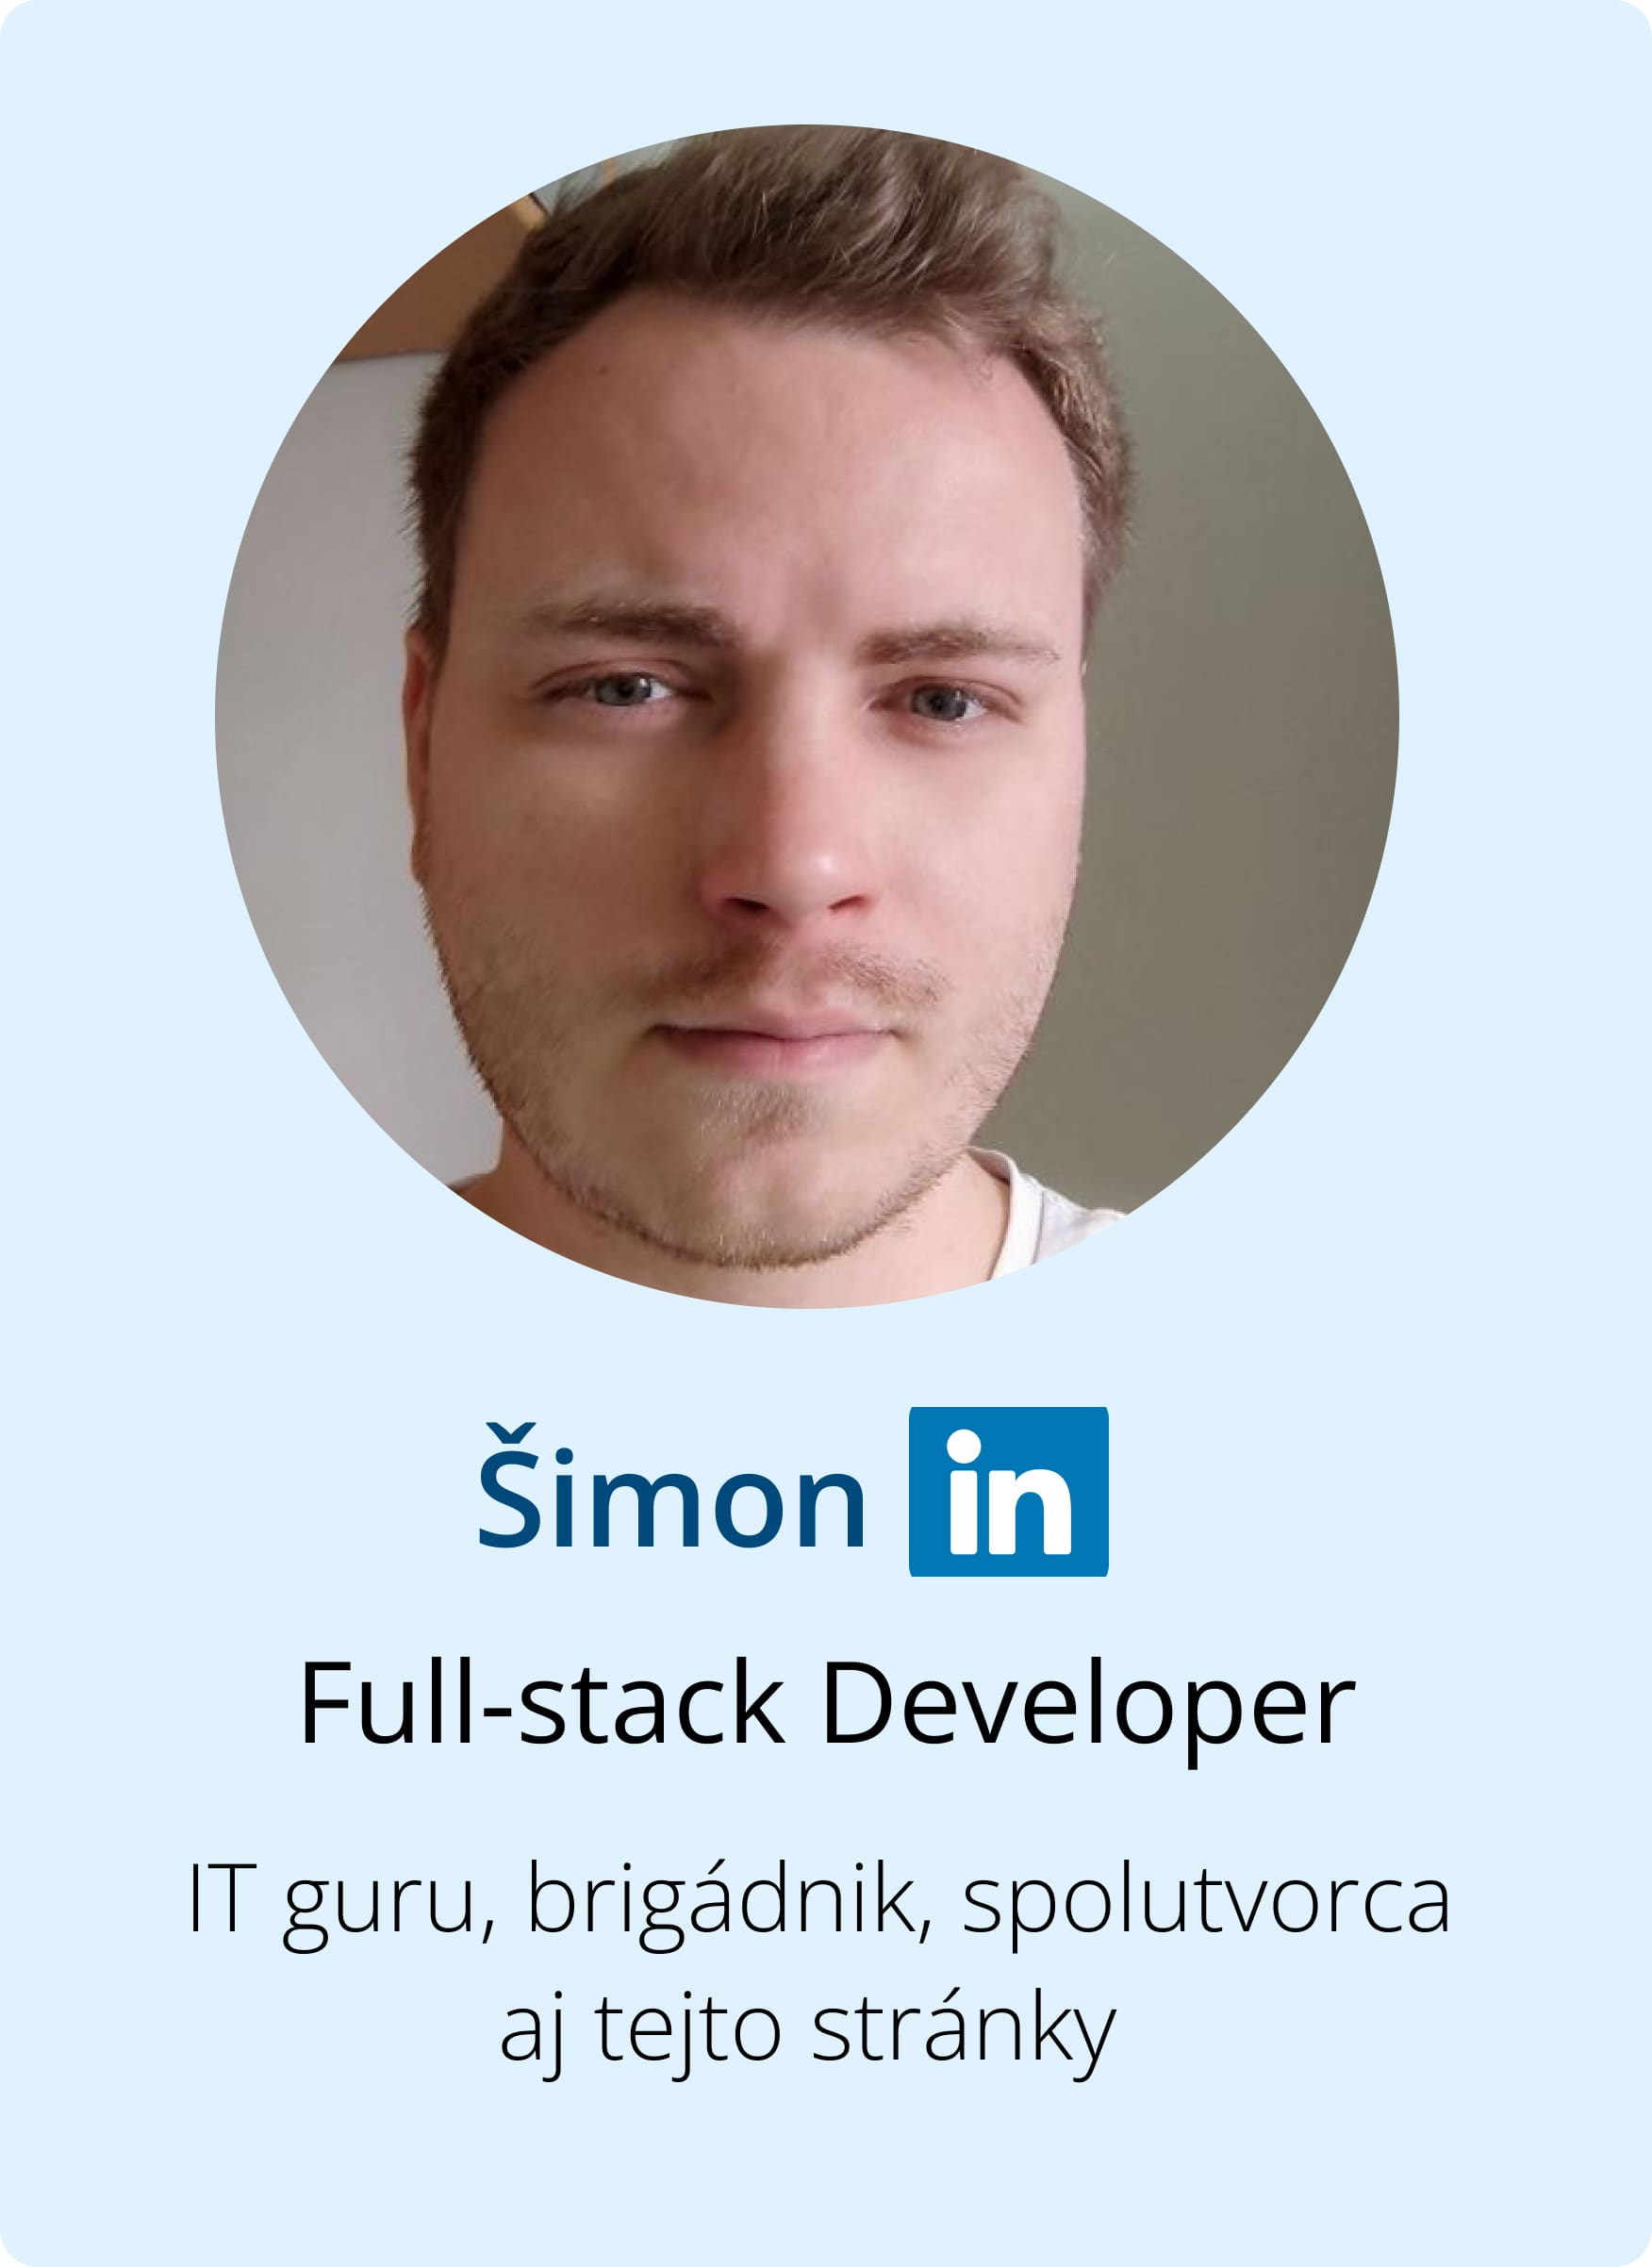 Šimon in
Full-stack Developer
IT guru, brigádnik, spolutvorca
aj tejto stránky